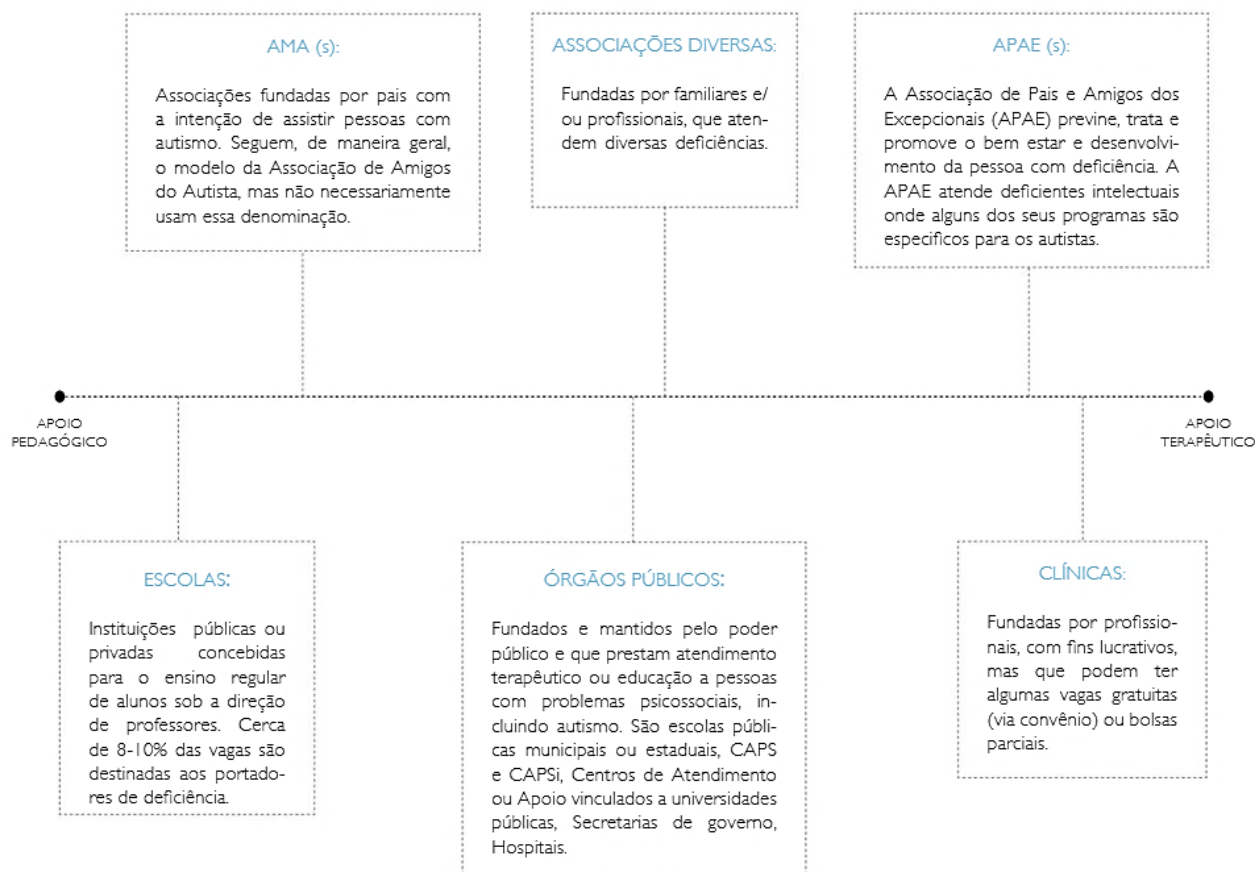 AMA (s):
Associações fundadas por pais com
a intenção de assistir pessoas com
autismo. Seguem, de maneira geral,
o modelo da Associação de Amigos
do Autista, mas não necessariamente
usam essa denominação.
ASSOCIAÇÕES DIVERSAS:
Fundadas por familiares e/
ou profissionais, que aten-
dem diversas deficiências.
APAE (s):
A Associação de Pais e Amigos dos
Excepcionais (APAE) previne, trata e
promove o bem estar e desenvolvi-
mento da pessoa com deficiência. A
APAE atende deficientes intelectuais
onde alguns dos seus programas são
especificos para os autistas.
APOIO
PEDAGÓGICO
APOIO
TERAPÊUTICO
ESCOLAS:
Instituições públicas ou
privadas concebidas
para o ensino regular
de alunos sob a direção
de professores. Cerca
de 8-10% das vagas são
destinadas aos portado-
res de deficiência.
ÓRGÃOS PÚBLICOS:
Fundados e mantidos pelo poder
público e que prestam atendimento
terapêutico ou educação a pessoas
com problemas psicossociais, in-
cluindo autismo. São escolas públi-
cas municipais ou estaduais, CAPS
e CAPSi, Centros de Atendimento
ou Apoio vinculados a universidades
públicas, Secretarias de governo,
Hospitais.
CLÍNICAS:
Fundadas por profissio-
nais, com fins lucrativos,
mas que podem ter
algumas vagas gratuitas
(via convênio) ou bolsas
parciais.